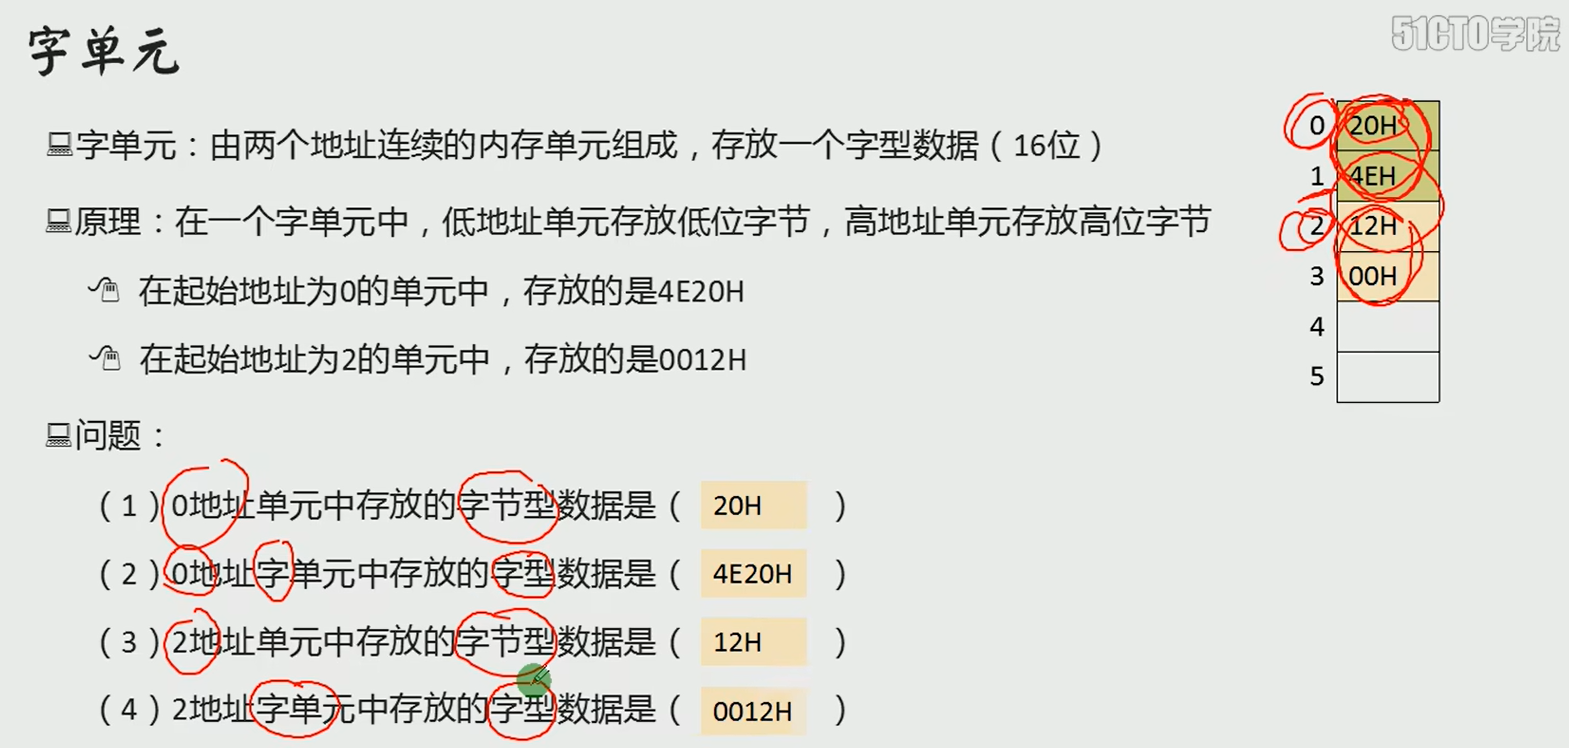 字单元
51CTO学院
字单元：由两个地址连续的内存单元组成，存放一个字型数据（16位）
原理：在一个字单元中，低地址单元存放低位字节，高地址单元存放高位字节
在起始地址为0的单元中，存放的是4E20H
在起始地址为2的单元中，存放的是0012H
问题：
（1）0地址单元中存放的字节型数据是（ 20H ）
（2）0地址字单元中存放的字型数据是（ 4E20H ）
（3）2地址单元中存放的字节型数据是（ 12H ）
（4）2地址字单元中存放的字型数据是（ 0012H ）
0 20H
1 4EH
2 12H
3 00H
4
5